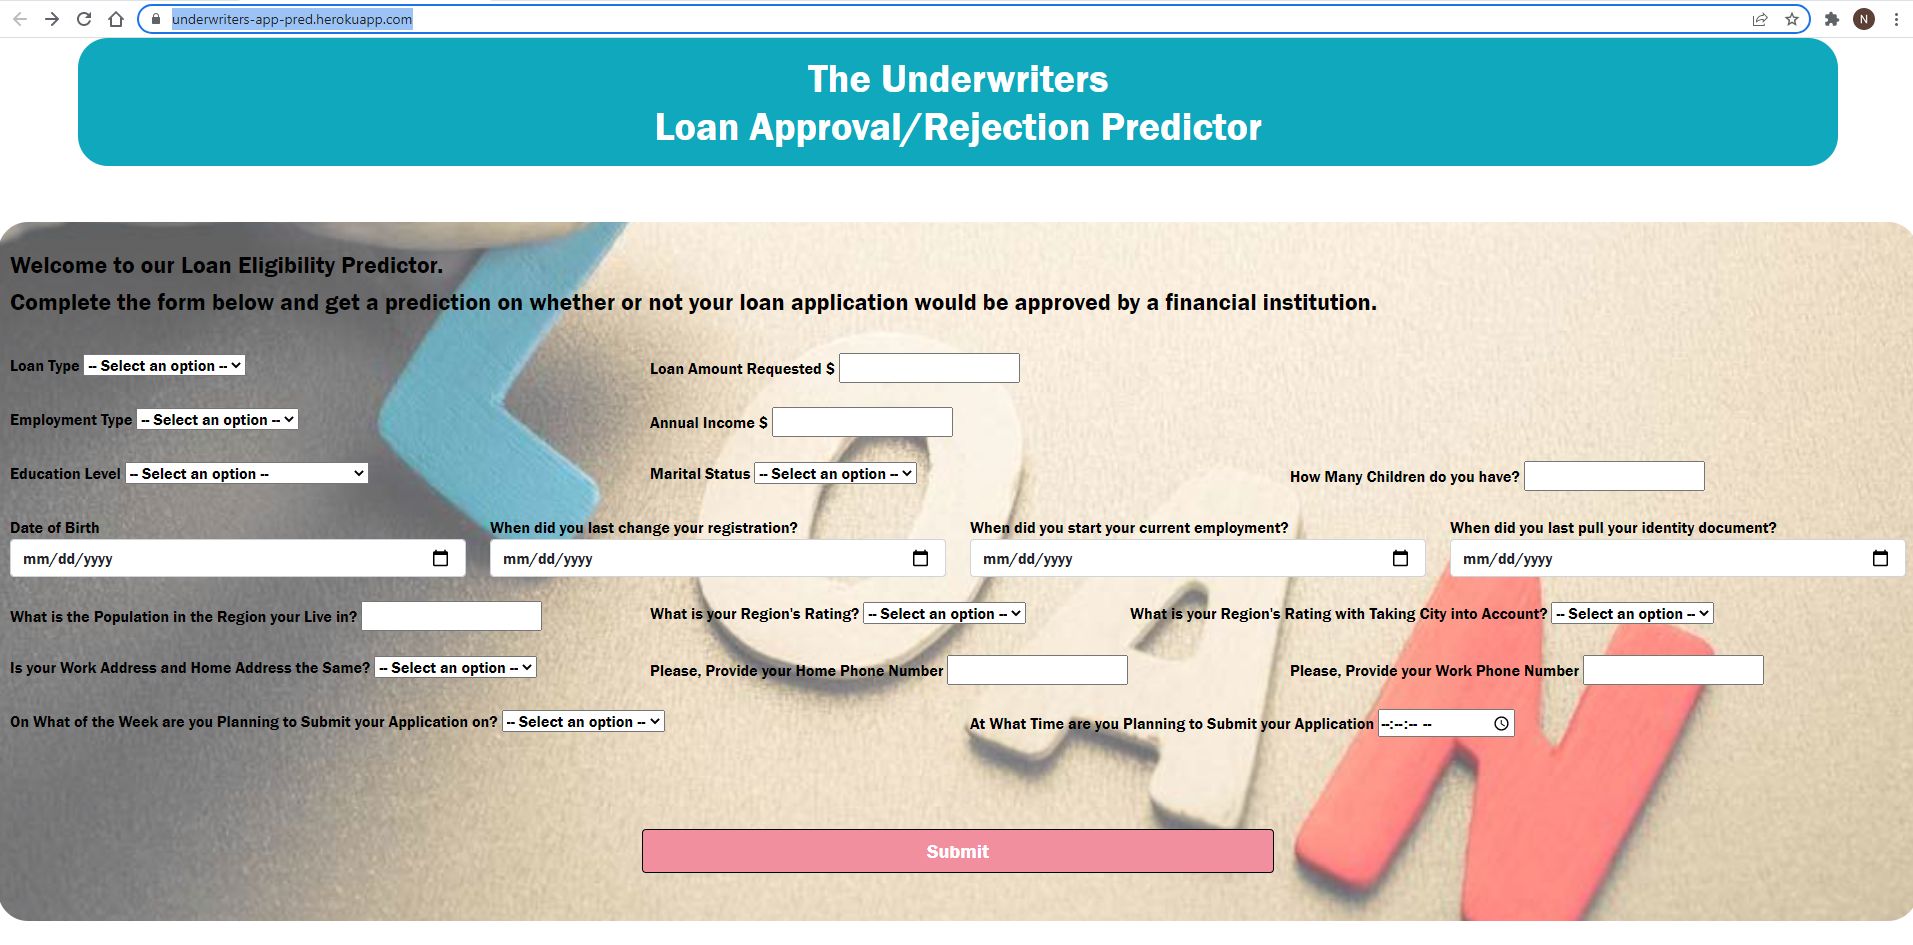 underwriters-app-pred.herokuapp.com
N
The Underwriters
Loan Approval/Rejection Predictor
Welcome to our Loan Eligibility Predictor.
Complete the form below and get a prediction on whether or not your loan application would be approved by a financial institution.
Loan Type -- Select an option -- Loan Amount Requested $
Employment Type -- Select an option -- Annual Income $
Education Level -- Select an option -- Marital Status -- Select an option -- How Many Children do you have?
Date of Birth When did you last change your registration? When did you start your current employment? When did you last pull your identity document?
mm/dd/yyyy mm/dd/yyyy mm/dd/yyyy mm/dd/yyyy
What is the Population in the Region your Live in? What is your Region's Rating? -- Select an option -- What is your Region's Rating with Taking City into Account? -- Select an option --
Is your Work Address and Home Address the Same? -- Select an option -- Please, Provide your Home Phone Number Please, Provide your Work Phone Number
On What of the Week are you Planning to Submit your Application on? -- Select an option -- At What Time are you Planning to Submit your Application --:--:-- --
Submit
LOAN